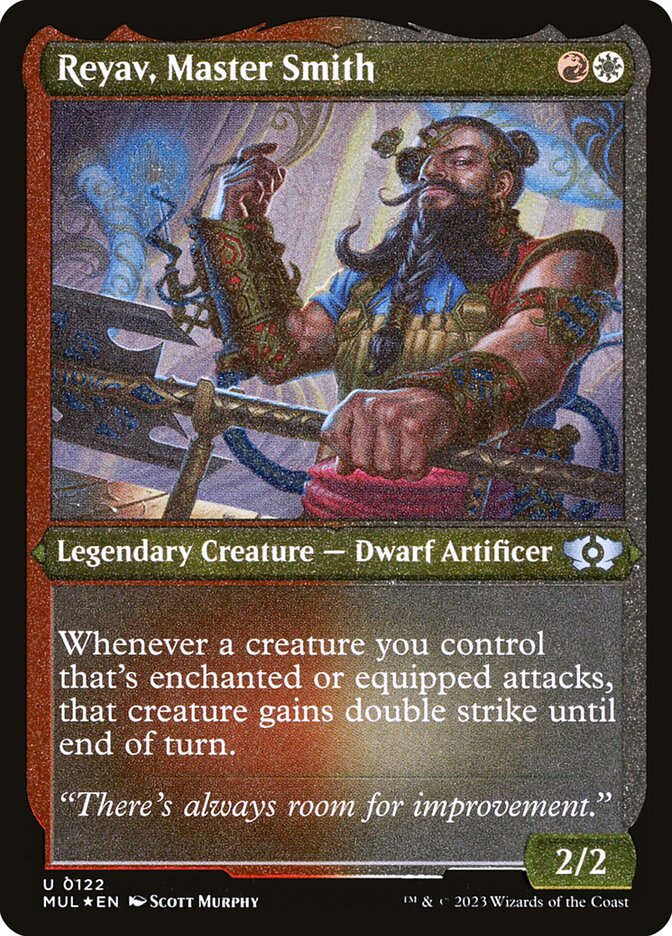 Reyav, Master Smith
Legendary Creature — Dwarf Artificer
Whenever a creature you control
that's enchanted or equipped attacks,
that creature gains double strike until
end of turn.
“There's always room for improvement.”
2/2
U 0122
MUL★EN Scott Murphy
™ & © 2023 Wizards of the Coast